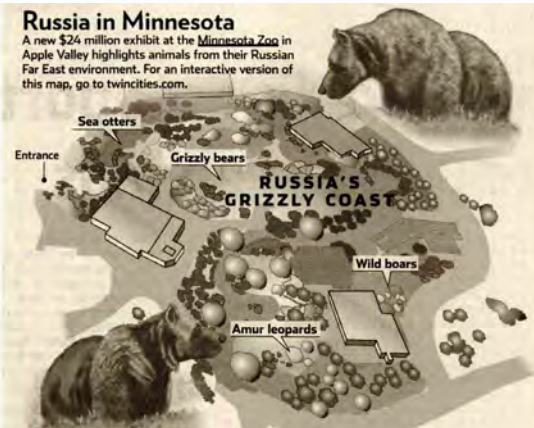 Russia in Minnesota
A new $24 million exhibit at the Minnesota Zoo in
Apple Valley highlights animals from their Russian
Far East environment. For an interactive version of
this map, go to twincities.com.
Sea otters
Entrance
Grizzly bears
RUSSIA'S
GRIZZLY COAST
Wild boars
Amur leopards